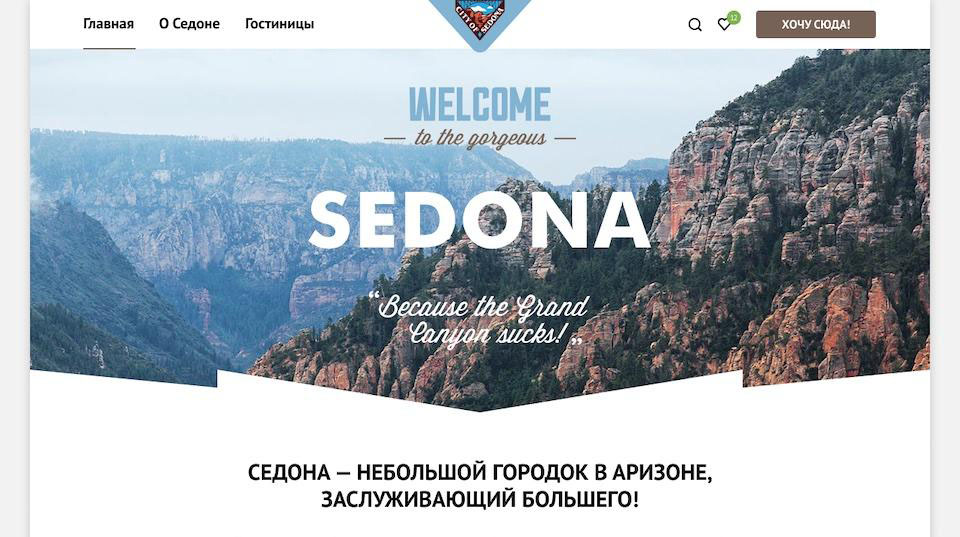 Главная
О Седоне
Гостиницы
CITY OF SEDONA
12
ХОЧУ СЮДА!
WELCOME
to the gorgeous
SEDONA
“Because the Grand
Canyon sucks!„
СЕДОНА — НЕБОЛЬШОЙ ГОРОДОК В АРИЗОНЕ,
ЗАСЛУЖИВАЮЩИЙ БОЛЬШЕГО!